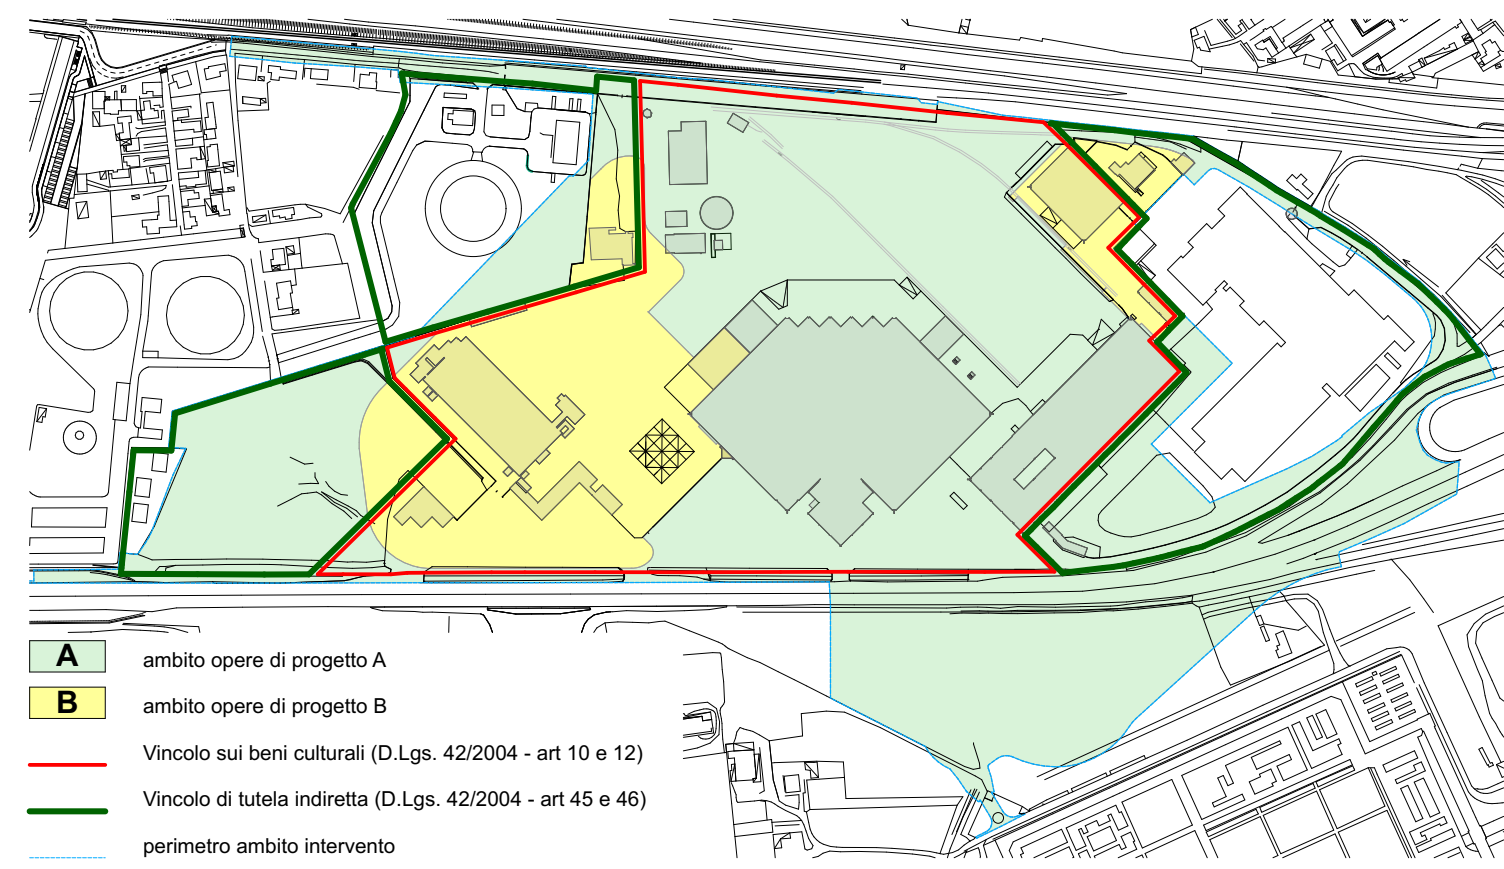 A
ambito opere di progetto A
B
ambito opere di progetto B
Vincolo sui beni culturali (D.Lgs. 42/2004 - art 10 e 12)
Vincolo di tutela indiretta (D.Lgs. 42/2004 - art 45 e 46)
perimetro ambito intervento